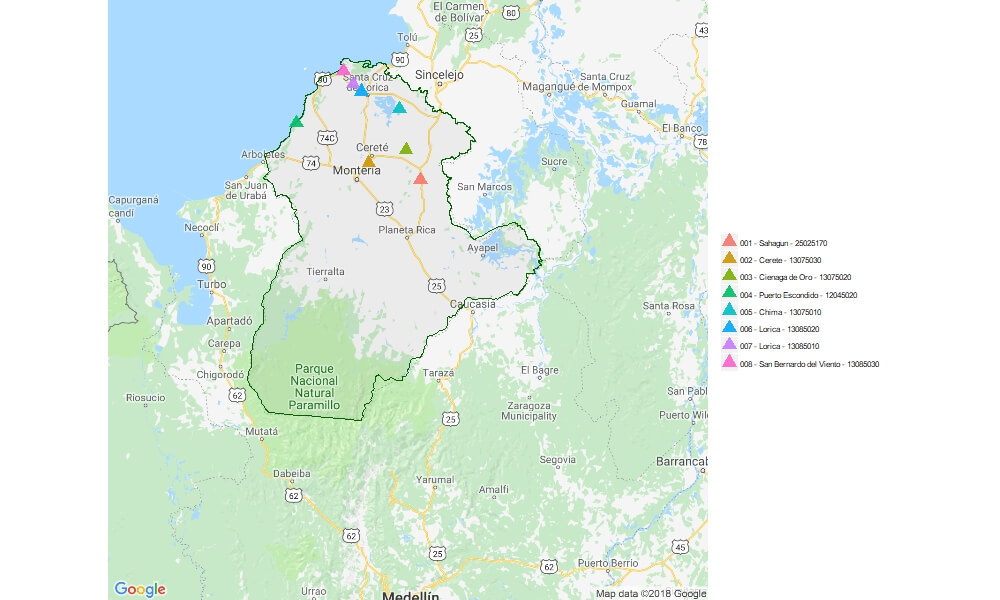 El Carmen
de Bolívar
80
25
43
Tolú
90
Sincelejo
90
Santa Cruz
de Lorica
Santa Cruz
Magangué
de Mompox
Guamal
El Banco
78
74C
Cereté
Arboletes
74
Montería
Sucre
San Juan
de Urabá
San Marcos
Capurganá
candí
23
Necoclí
Planeta Rica
Ayapel
90
Tierralta
Turbo
25
Caucasia
Santa Rosa
Apartadó
Carepa
Chigorodó
Parque
Nacional
Natural
Paramillo
Tarazá
El Bagre
Riosucio
62
San Pabl
Zaragoza
Municipality
Puerto Wil
25
Mutatá
Segovia
Barrancab
Dabeiba
Yarumal
Amalfi
62
62
25
45
Puerto Berrio
62
Urrao
Medellín
Google
Map data ©2018 Google
001 - Sahagun - 25025170
002 - Cerete - 13075030
003 - Cienaga de Oro - 13075020
004 - Puerto Escondido - 12045020
005 - Chima - 13075010
006 - Lorica - 13085020
007 - Lorica - 13085010
008 - San Bernardo del Viento - 13085030